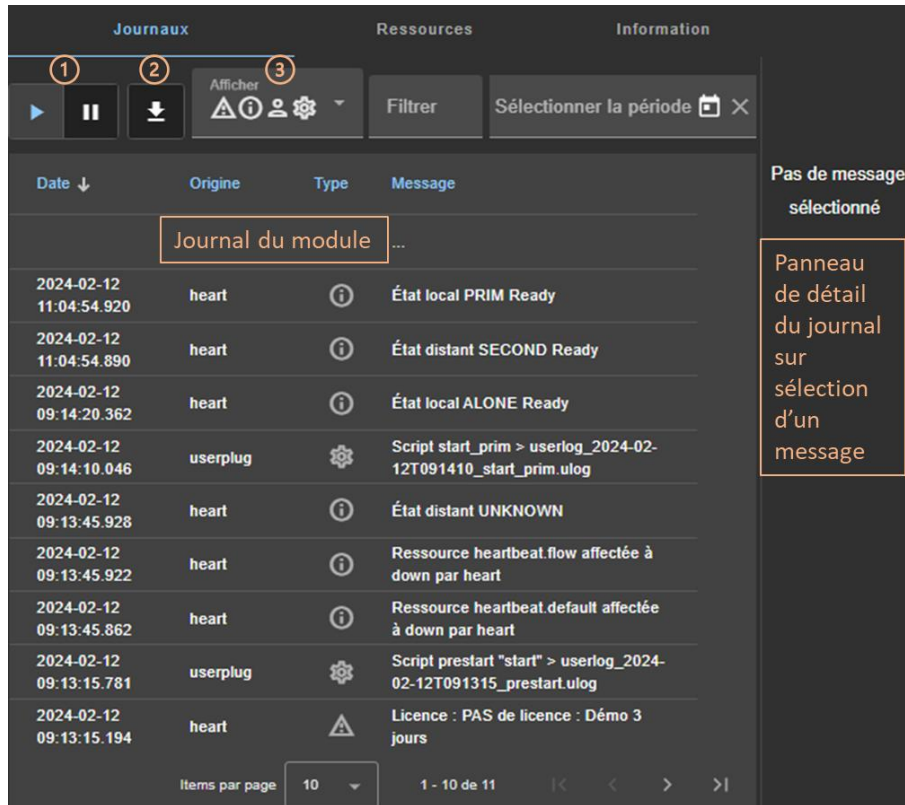 Journaux Ressources Information
1 2 3
Afficher
Filtrer Sélectionner la période
Date Origine Type Message
Pas de message
sélectionné
Journal du module ...
Panneau
de détail
du journal
sur
sélection
d'un
message
2024-02-12
11:04:54.920
heart État local PRIM Ready
2024-02-12
11:04:54.890
heart État distant SECOND Ready
2024-02-12
09:14:20.362
heart État local ALONE Ready
2024-02-12
09:14:10.046
userplug
Script start_prim > userlog_2024-02-
12T091410_start_prim.ulog
2024-02-12
09:13:45.928
heart État distant UNKNOWN
2024-02-12
09:13:45.922
heart
Ressource heartbeat.flow affectée à
down par heart
2024-02-12
09:13:45.862
heart
Ressource heartbeat.default affectée
à down par heart
2024-02-12
09:13:15.781
userplug
Script prestart "start" > userlog_2024-
02-12T091315_prestart.ulog
2024-02-12
09:13:15.194
heart
Licence : PAS de licence : Démo 3
jours
Items par page 10 1 - 10 de 11